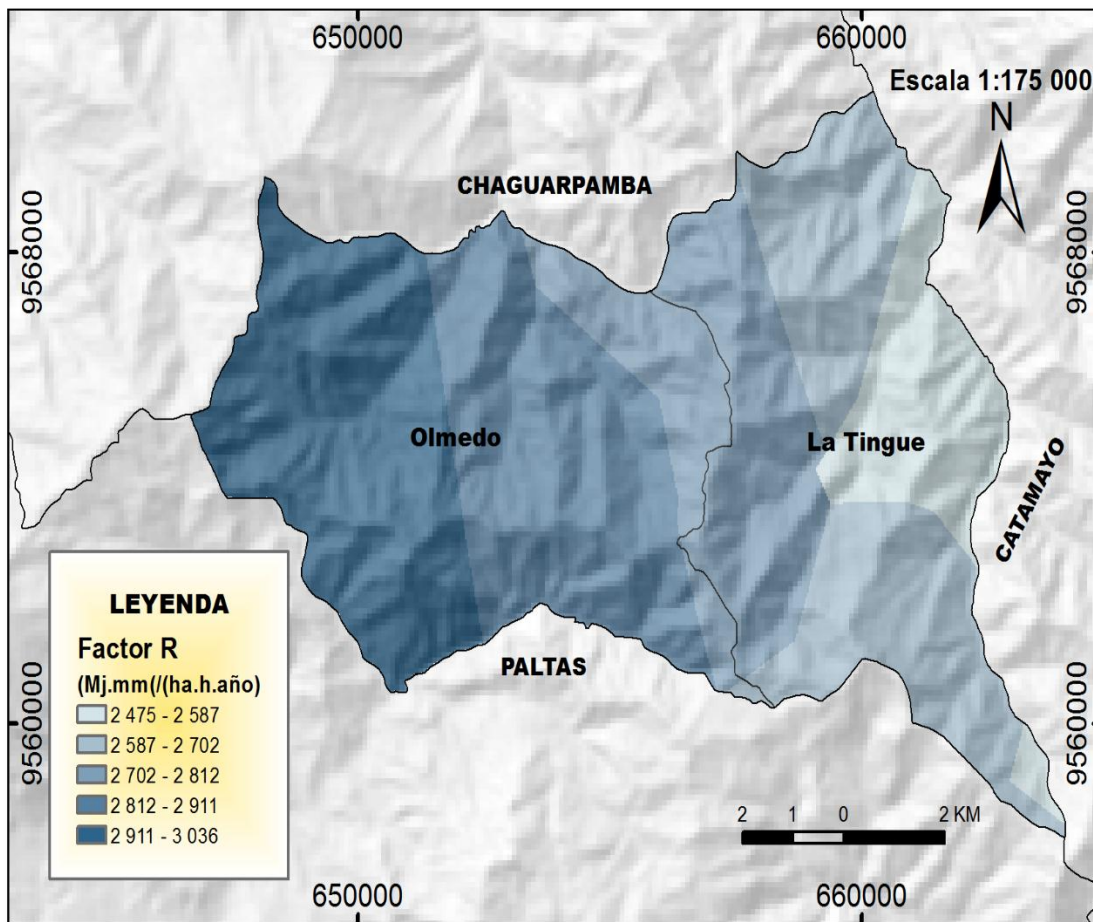 650000
660000
Escala 1:175 000
N
CHAGUARPAMBA
9568000
9568000
Olmedo
La Tingue
CATAMAYO
LEYENDA
Factor R
(Mj.mm(/(ha.h.año)
2 475 - 2 587
2 587 - 2 702
2 702 - 2 812
2 812 - 2 911
2 911 - 3 036
PALTAS
9560000
9560000
2 1 0 2 KM
650000
660000